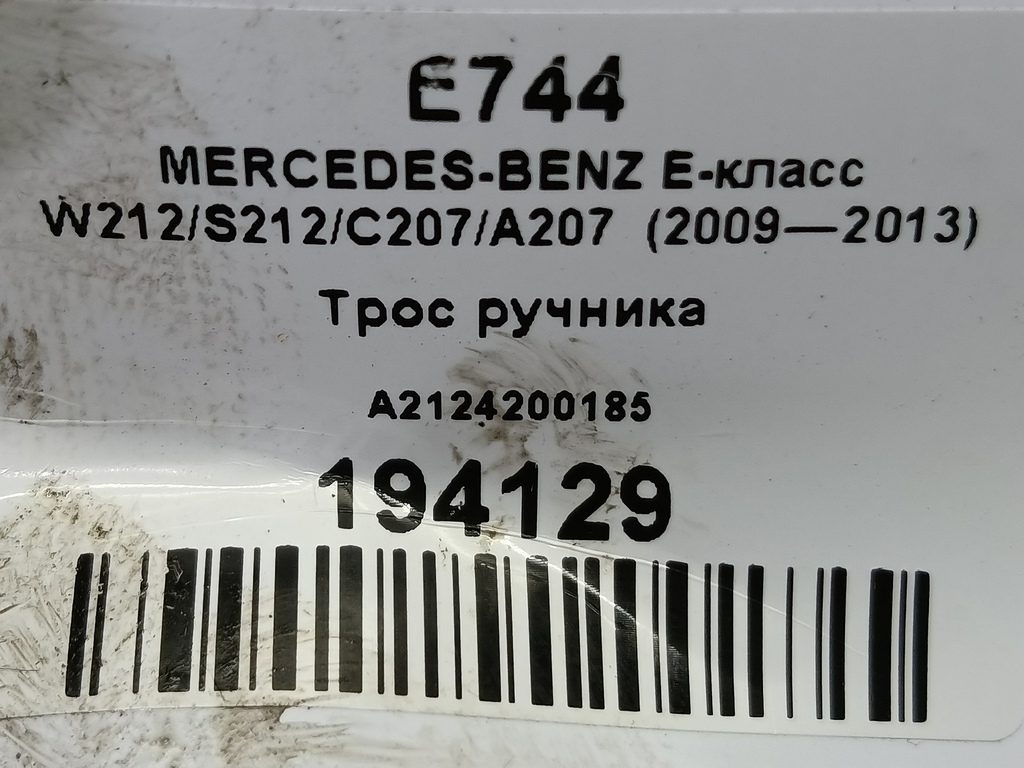 E744
MERCEDES-BENZ E-класс
W212/S212/C207/A207 (2009—2013)
Трос ручника
A2124200185
194129